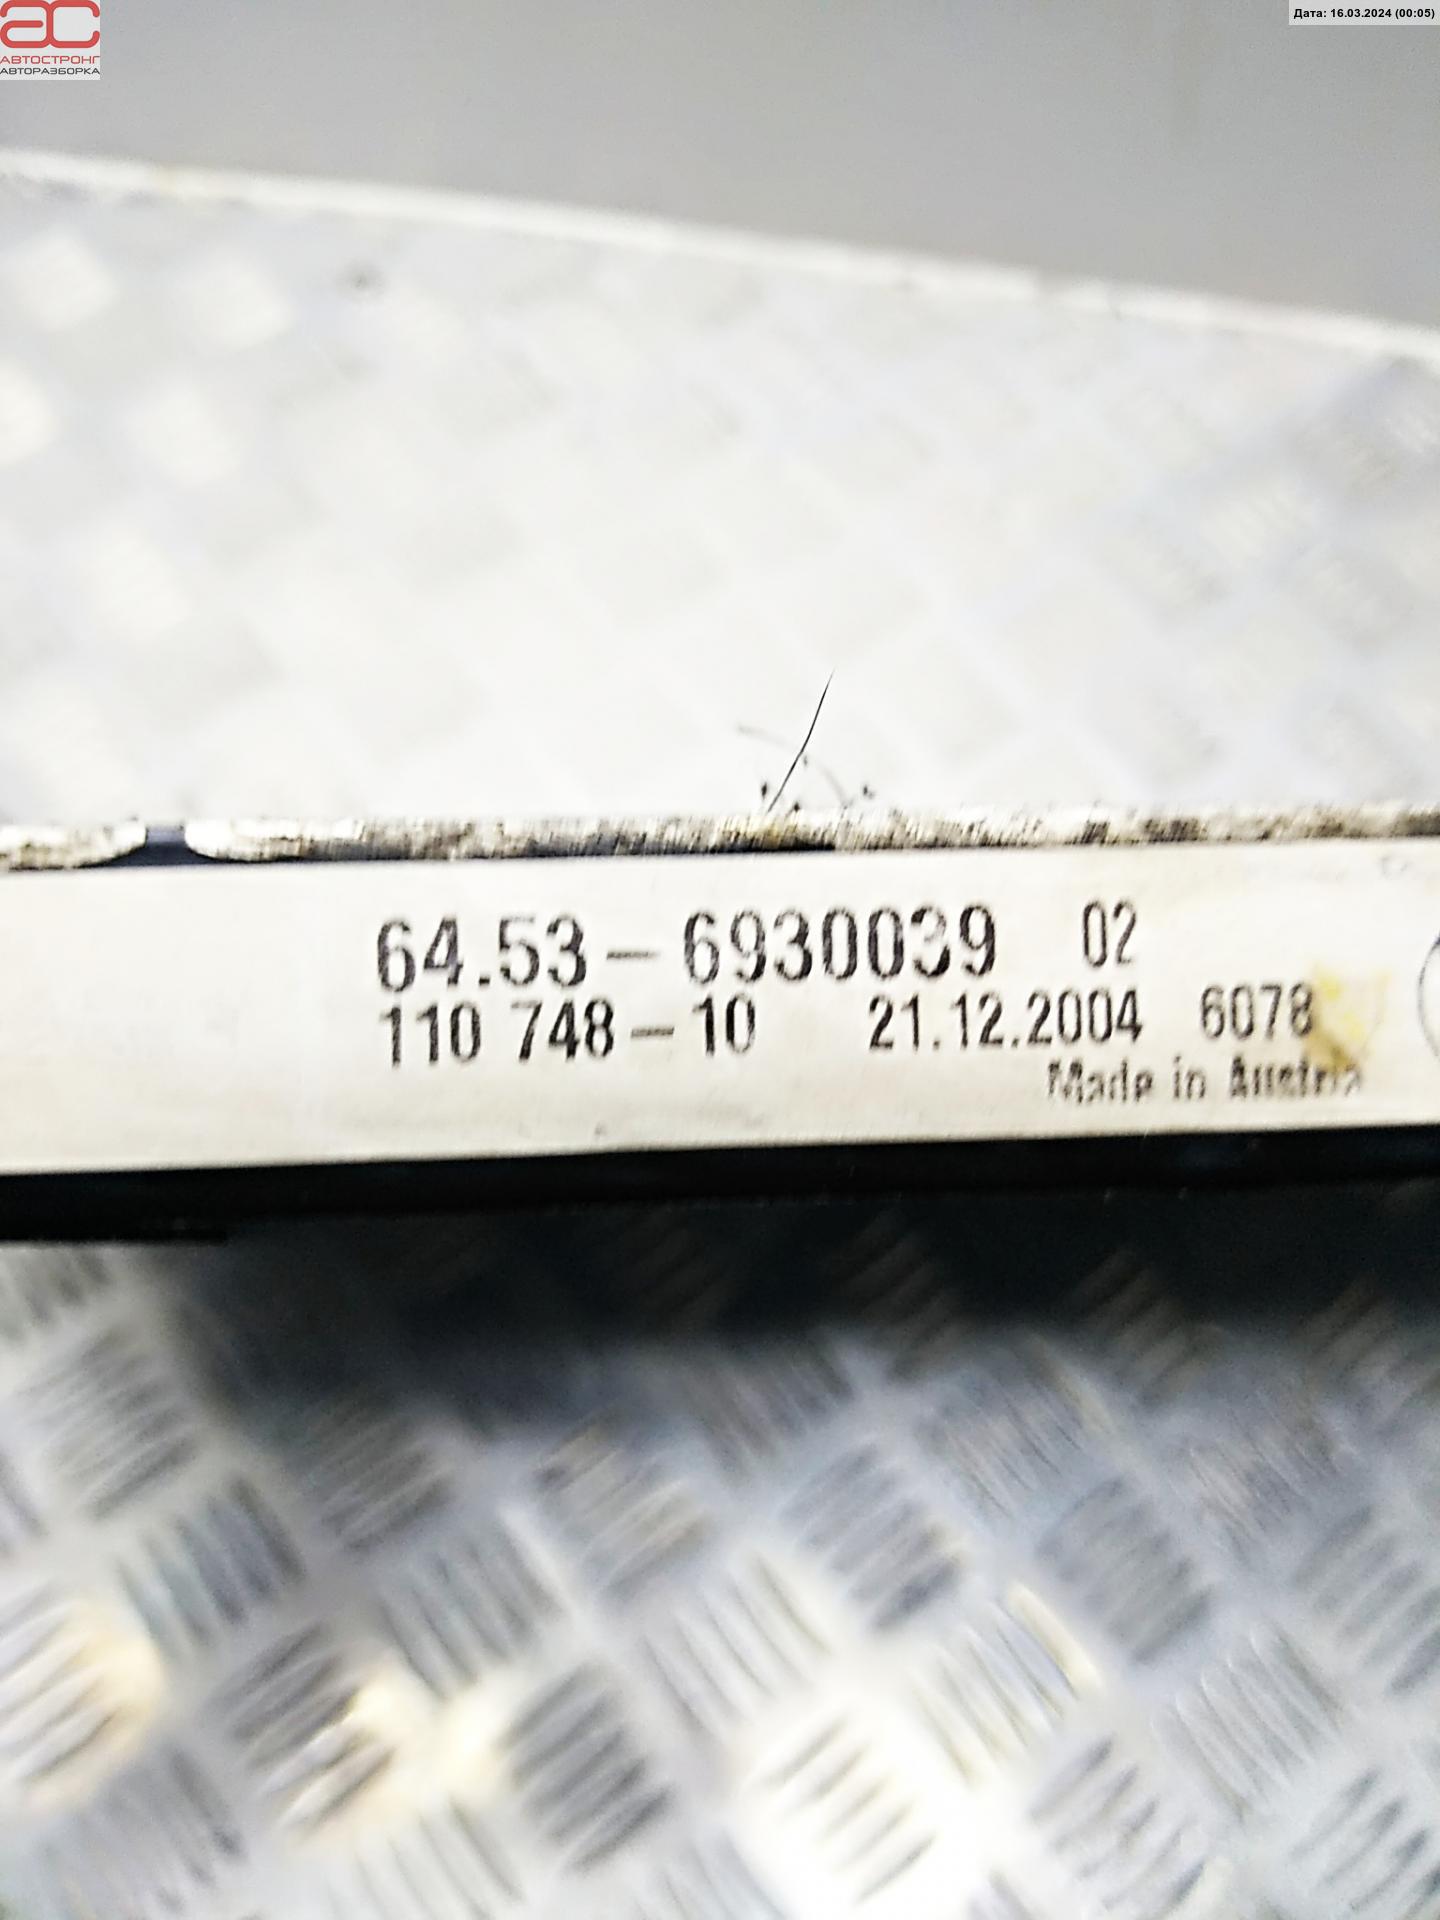 ac
АВТОСТРОНГ
АВТОРАЗБОРКА
Дата: 16.03.2024 (00:05)
64.53-6930039 02
110 748-10 21.12.2004 6078
Made in Austria